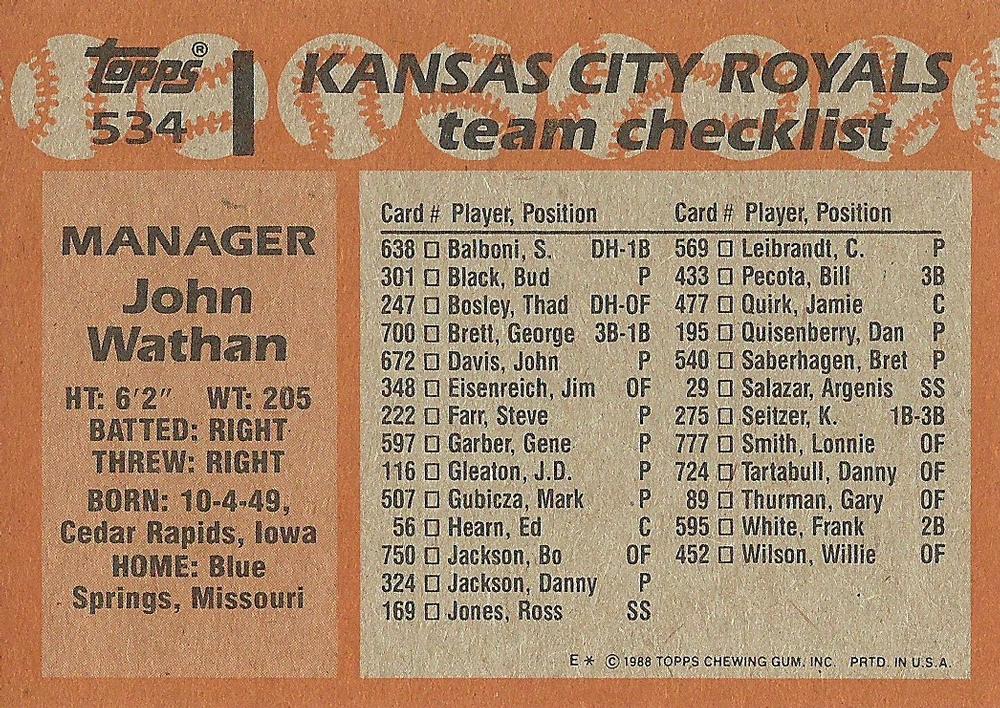 Topps®
534
KANSAS CITY ROYALS
team checklist
MANAGER
John
Wathan
HT: 6'2" WT: 205
BATTED: RIGHT
THREW: RIGHT
BORN: 10-4-49,
Cedar Rapids, Iowa
HOME: Blue
Springs, Missouri
Card # Player, Position
638 □ Balboni, S. DH-1B
301 □ Black, Bud P
247 □ Bosley, Thad DH-OF
700 □ Brett, George 3B-1B
672 □ Davis, John P
348 □ Eisenreich, Jim OF
222 □ Farr, Steve P
597 □ Garber, Gene P
116 □ Gleaton, J.D. P
507 □ Gubicza, Mark P
56 □ Hearn, Ed C
750 □ Jackson, Bo OF
324 □ Jackson, Danny P
169 □ Jones, Ross SS
Card # Player, Position
569 □ Leibrandt, C. P
433 □ Pecota, Bill 3B
477 □ Quirk, Jamie C
195 □ Quisenberry, Dan P
540 □ Saberhagen, Bret P
29 □ Salazar, Argenis SS
275 □ Seitzer, K. 1B-3B
777 □ Smith, Lonnie OF
724 □ Tartabull, Danny OF
89 □ Thurman, Gary OF
595 □ White, Frank 2B
452 □ Wilson, Willie OF
E* © 1988 TOPPS CHEWING GUM, INC. PRTD. IN U.S.A.